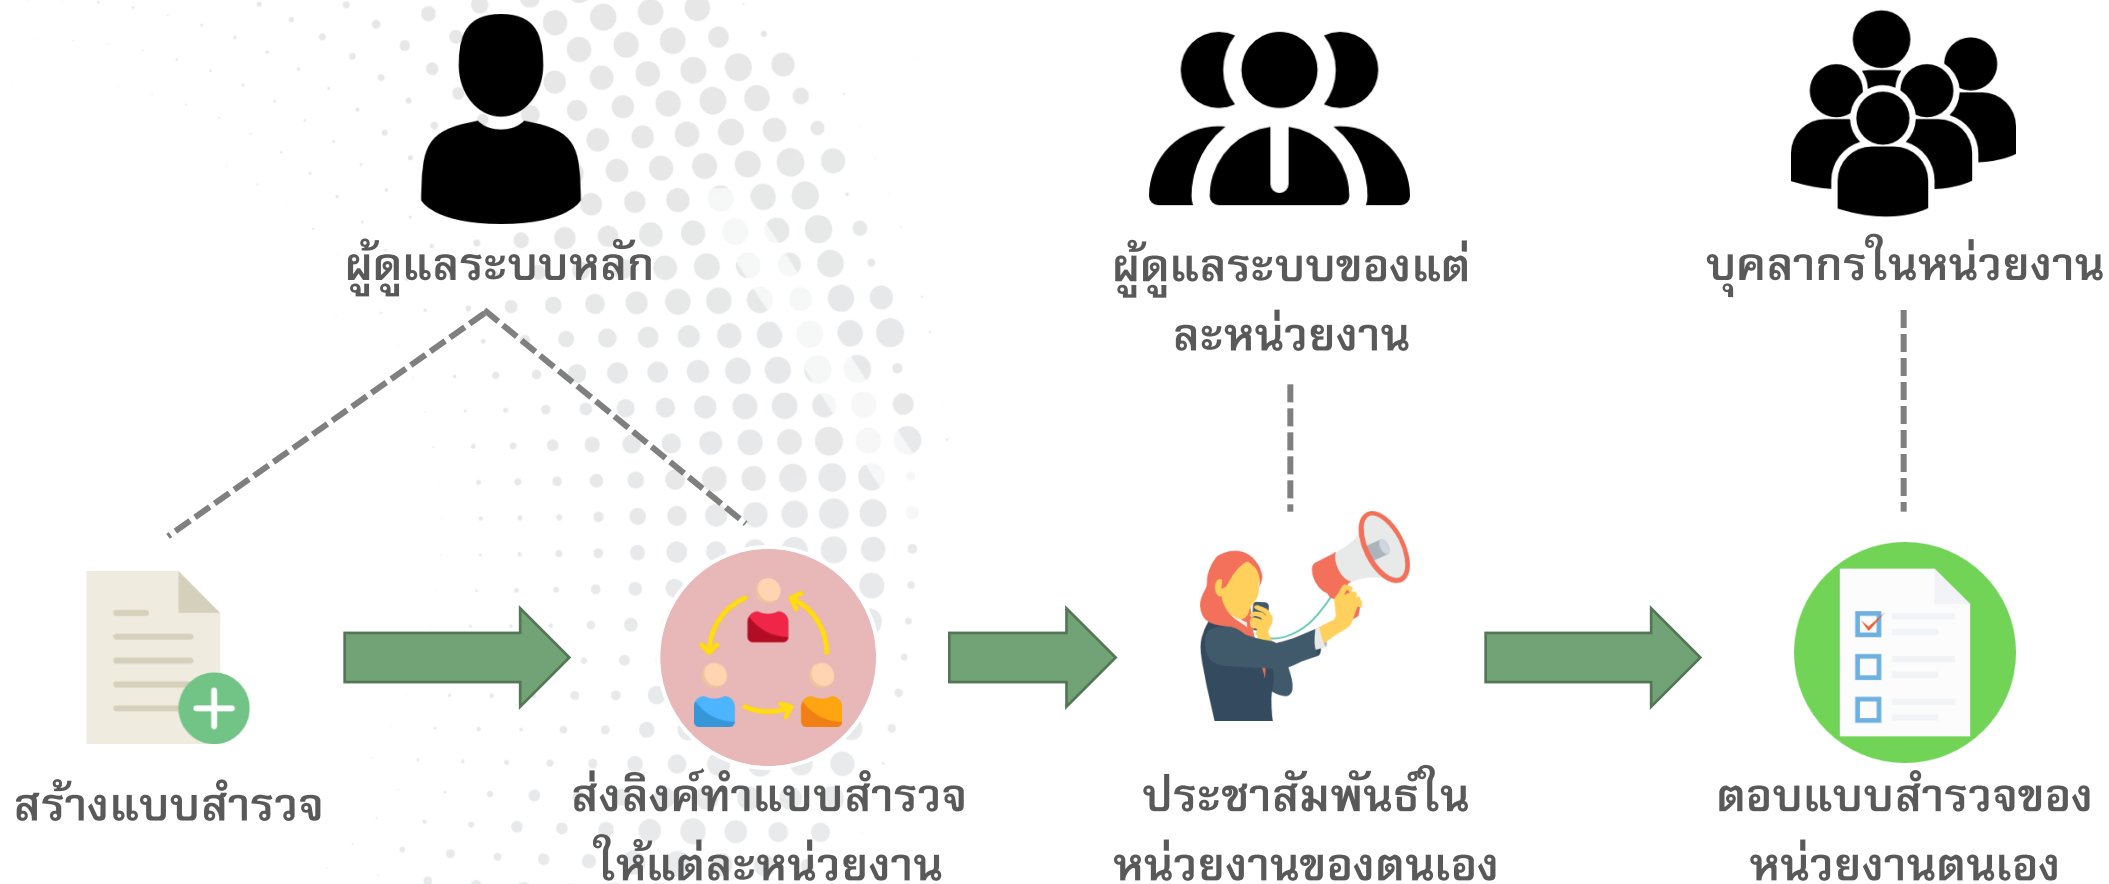 ผู้ดูแลระบบหลัก
ผู้ดูแลระบบของแต่
ละหน่วยงาน
บุคลากรในหน่วยงาน
สร้างแบบสำรวจ
ส่งลิงค์ทำแบบสำรวจ
ให้แต่ละหน่วยงาน
ประชาสัมพันธ์ใน
หน่วยงานของตนเอง
ตอบแบบสำรวจของ
หน่วยงานตนเอง